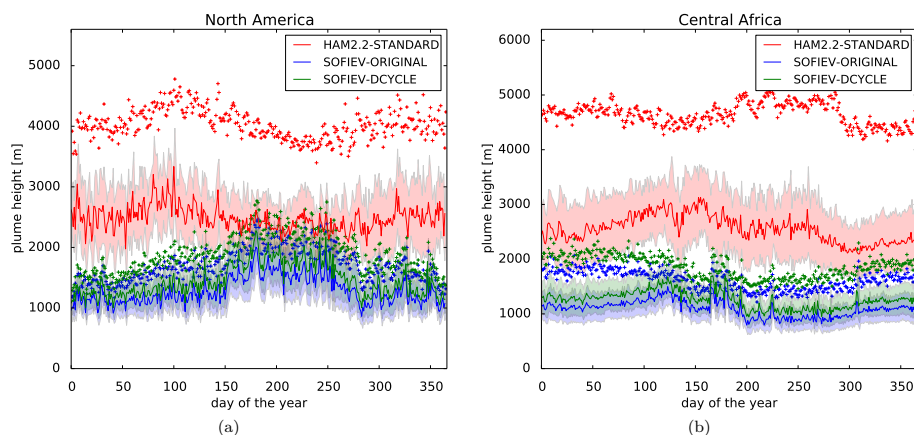 North America
HAM2.2-STANDARD
SOFIEV-ORIGINAL
SOFIEV-DCYCLE
plume height [m]
5000
4000
3000
2000
1000
0
0 50 100 150 200 250 300 350
day of the year
(a)
Central Africa
HAM2.2-STANDARD
SOFIEV-ORIGINAL
SOFIEV-DCYCLE
plume height [m]
6000
5000
4000
3000
2000
1000
0
0 50 100 150 200 250 300 350
day of the year
(b)